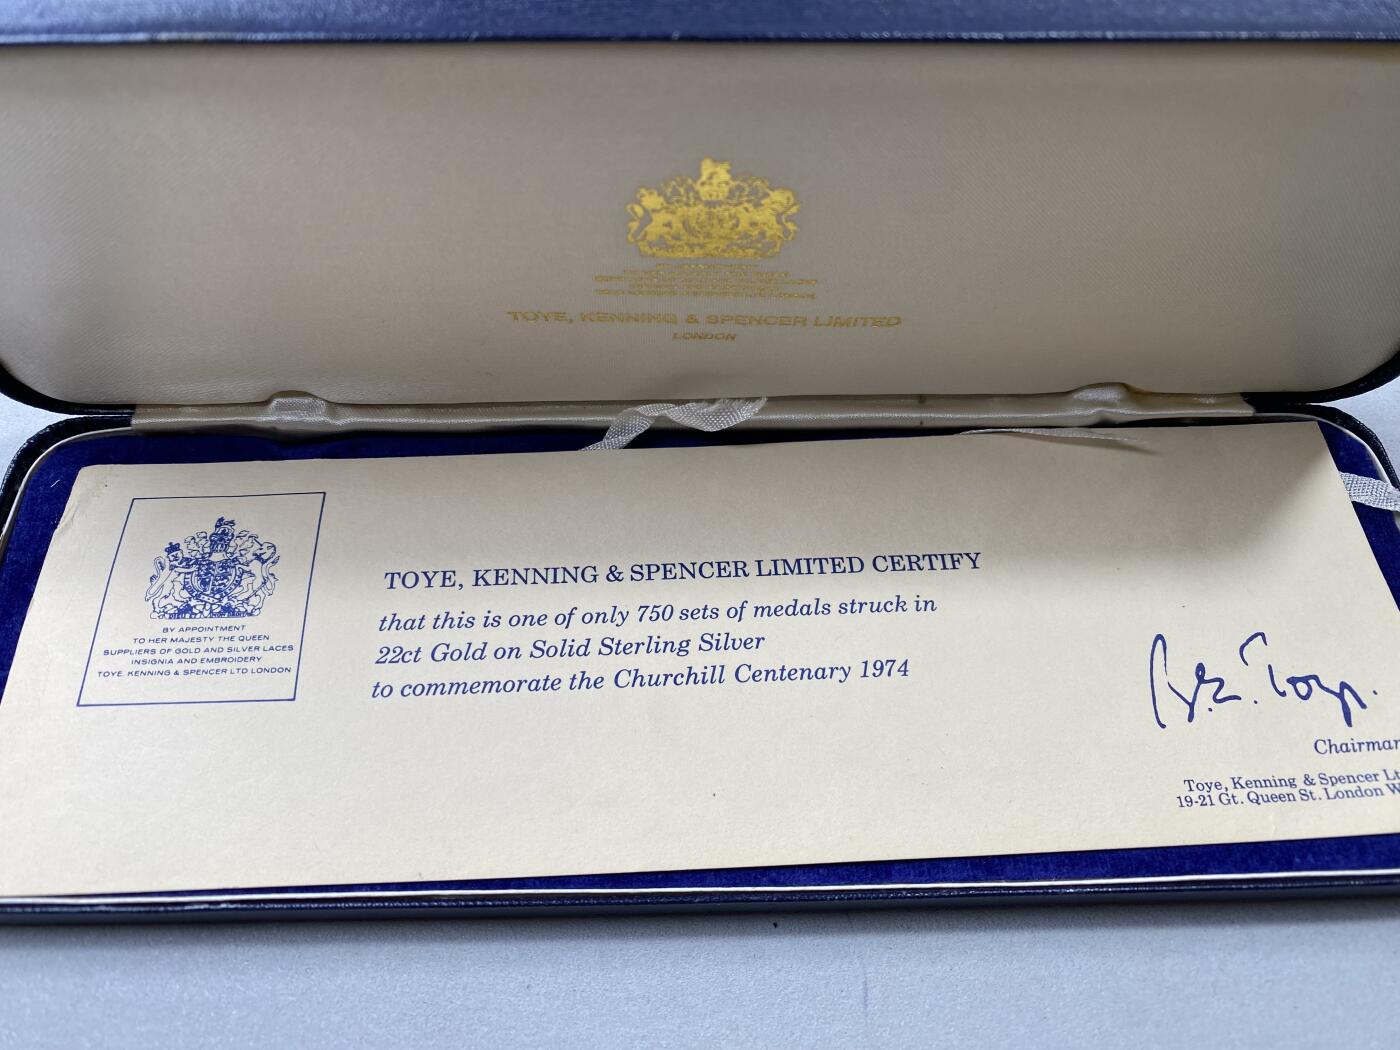 TOYE, KENNING & SPENCER LIMITED
LONDON
BY APPOINTMENT
TO HER MAJESTY THE QUEEN
SUPPLIERS OF GOLD AND SILVER LACES
INSIGNIA AND EMBROIDERY
TOYE, KENNING & SPENCER LTD LONDON
TOYE, KENNING & SPENCER LIMITED CERTIFY
that this is one of only 750 sets of medals struck in
22ct Gold on Solid Sterling Silver
to commemorate the Churchill Centenary 1974
Chairman
Toye, Kenning & Spencer Lt
19-21 Gt. Queen St. London W